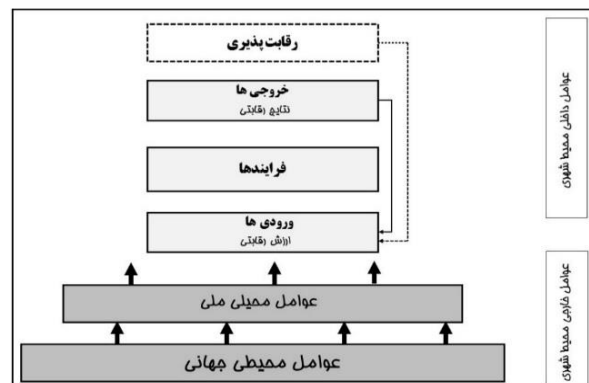 رقابت‌پذیری
خروجی ها
نتایج رقابتی
فرایندها
ورودی ها
ارزش رقابتی
عوامل محیلی ملی
عوامل محیطی جهانی
عوامل داخلی محیط شهری
عوامل خارجی محیط شهری